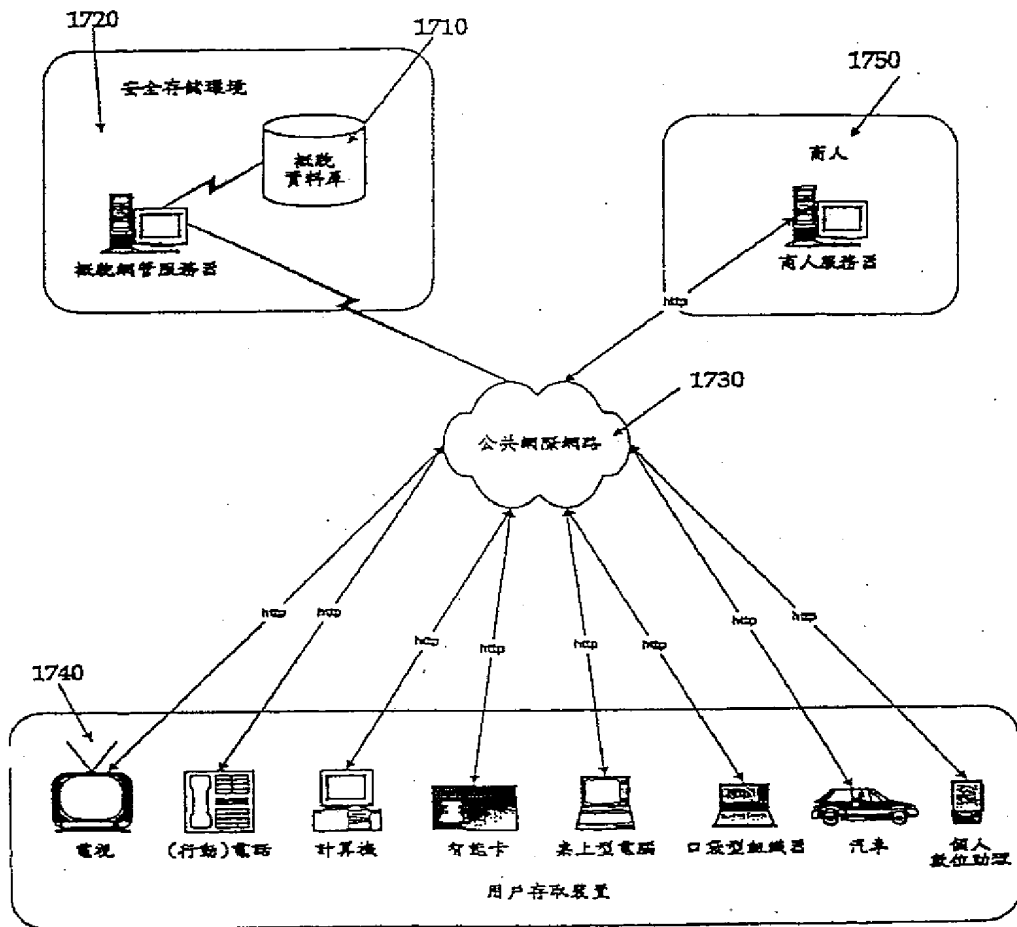 1720
1710
安全存儲環境
概貌
資料庫
概貌網管服務器
1750
商人
商人服務器
http
1730
公共網際網路
http
http
http
http
http
http
http
http
1740
電視
(行動)電話
計算機
智能卡
桌上型電腦
口袋型組織器
汽車
個人
數位助理
用戶存取裝置